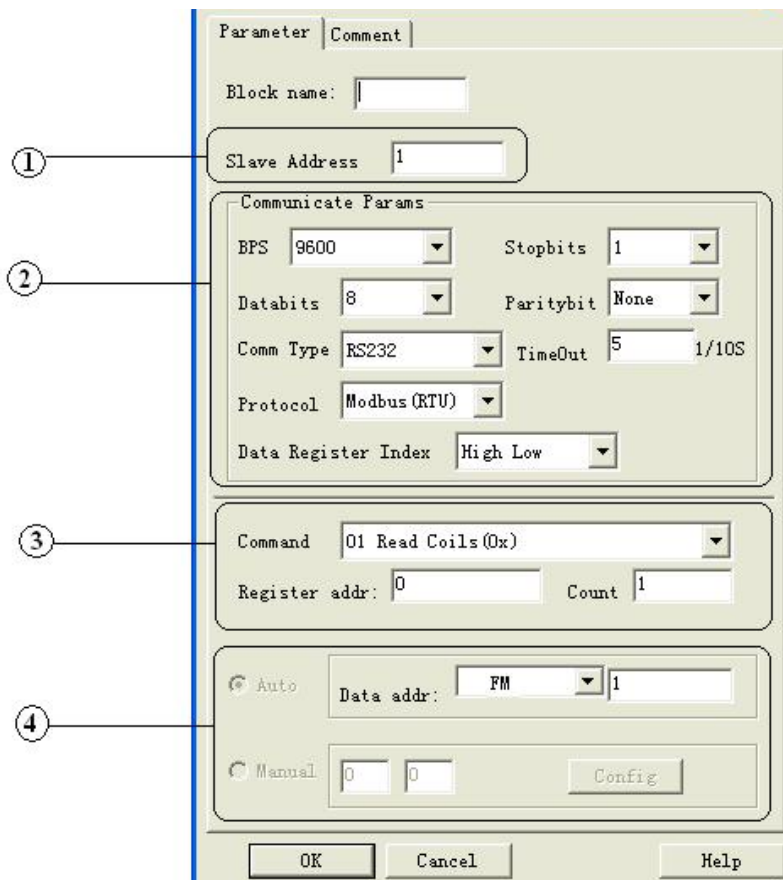 Parameter Comment
Block name:
① Slave Address 1
Communicate Params
② BPS 9600 Stopbits 1
Databits 8 Paritybit None
Comm Type RS232 TimeOut 5 1/10S
Protocol Modbus(RTU)
Data Register Index High Low
③ Command 01 Read Coils(0x)
Register addr: 0 Count 1
Auto Data addr: FM 1
④
Manual 0 0 Config
OK Cancel Help